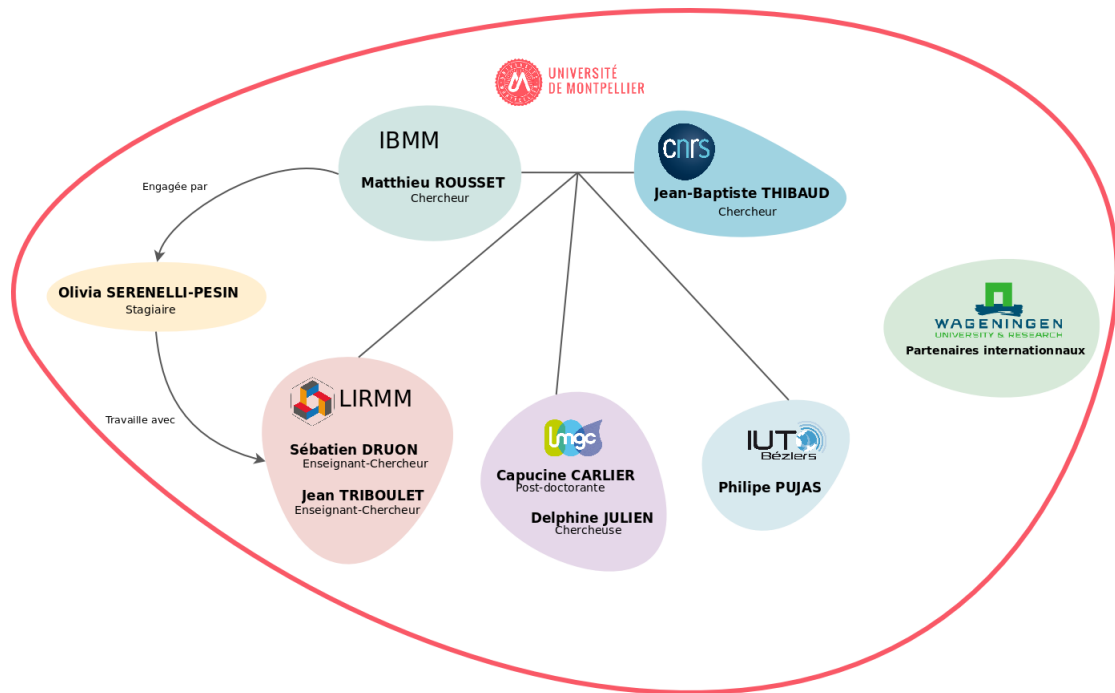 UNIVERSITÉ
DE MONTPELLIER
IBMM
Matthieu ROUSSET
Chercheur
cnrs
Jean-Baptiste THIBAUD
Chercheur
Engagée par
Olivia SERENELLI-PESIN
Stagiaire
WAGENINGEN
UNIVERSITY & RESEARCH
Partenaires internationnaux
Travaille avec
LIRMM
Sébatien DRUON
Enseignant-Chercheur
Jean TRIBOULET
Enseignant-Chercheur
lmgc
Capucine CARLIER
Post-doctorante
Delphine JULIEN
Chercheuse
IUT
Béziers
Philipe PUJAS